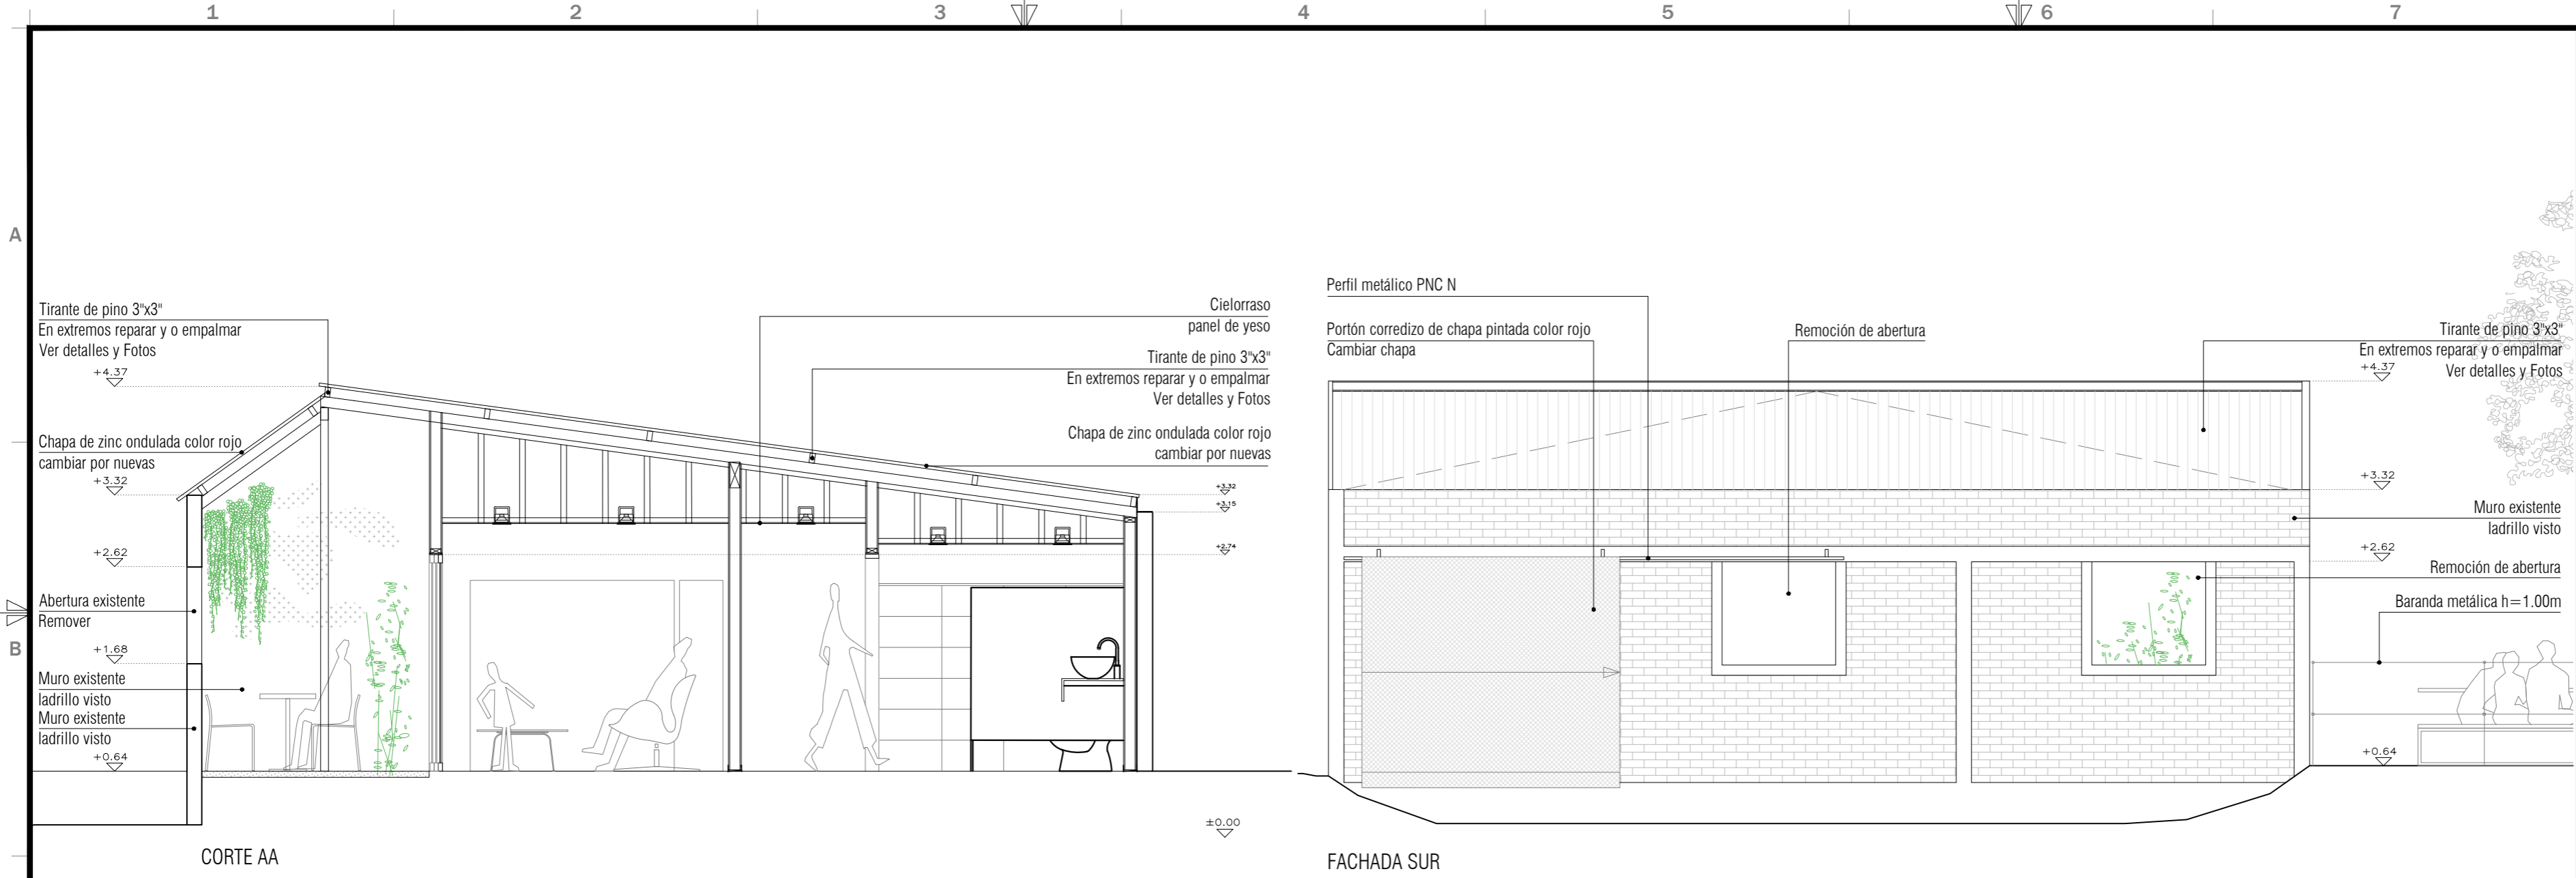 1
2
3
4
5
6
7
A
B
Tirante de pino 3"x3"
En extremos reparar y o empalmar
Ver detalles y Fotos
+4.37
Chapa de zinc ondulada color rojo
cambiar por nuevas
+3.32
+2.62
Abertura existente
Remover
+1.68
Muro existente
ladrillo visto
Muro existente
ladrillo visto
+0.64
Cielorraso
panel de yeso
Tirante de pino 3"x3"
En extremos reparar y o empalmar
Ver detalles y Fotos
Chapa de zinc ondulada color rojo
cambiar por nuevas
+3.32
+3.15
+2.74
±0.00
CORTE AA
Perfil metálico PNC N
Portón corredizo de chapa pintada color rojo
Cambiar chapa
Remoción de abertura
Tirante de pino 3"x3"
En extremos reparar y o empalmar
Ver detalles y Fotos
+4.37
+3.32
Muro existente
ladrillo visto
+2.62
Remoción de abertura
Baranda metálica h=1.00m
+0.64
FACHADA SUR